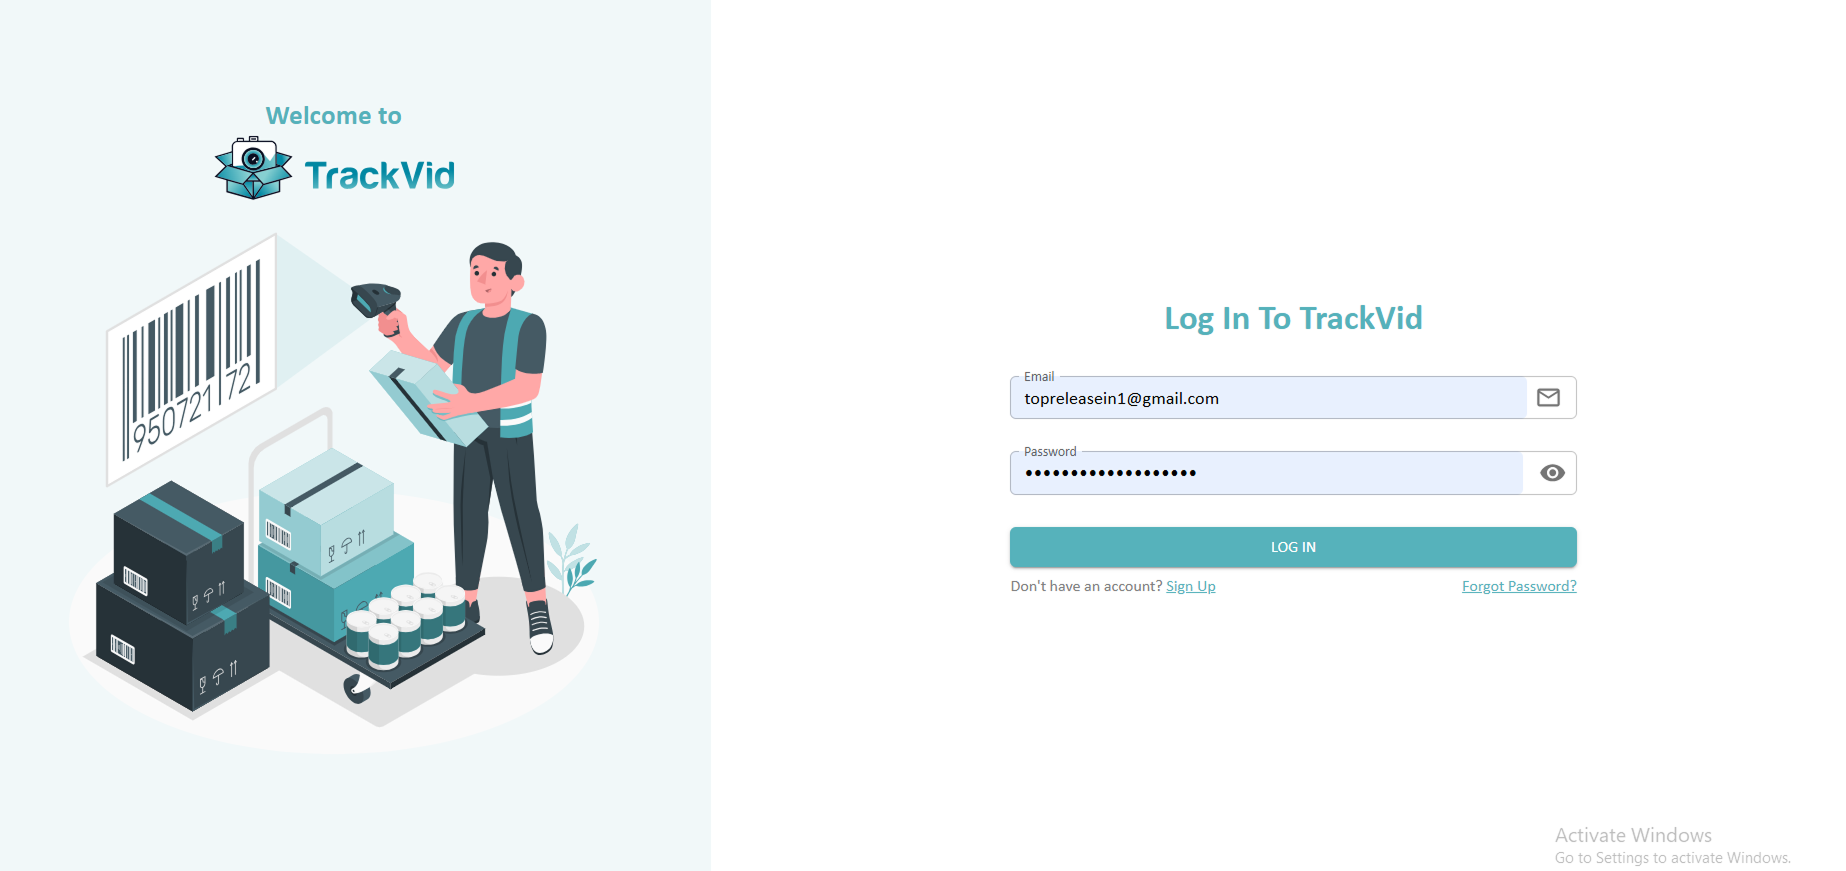 Welcome to
TrackVid
950721172
Log In To TrackVid
Email
topreleasein1@gmail.com
Password
•••••••••••••••••••
LOG IN
Don't have an account? Sign Up
Forgot Password?
Activate Windows
Go to Settings to activate Windows.